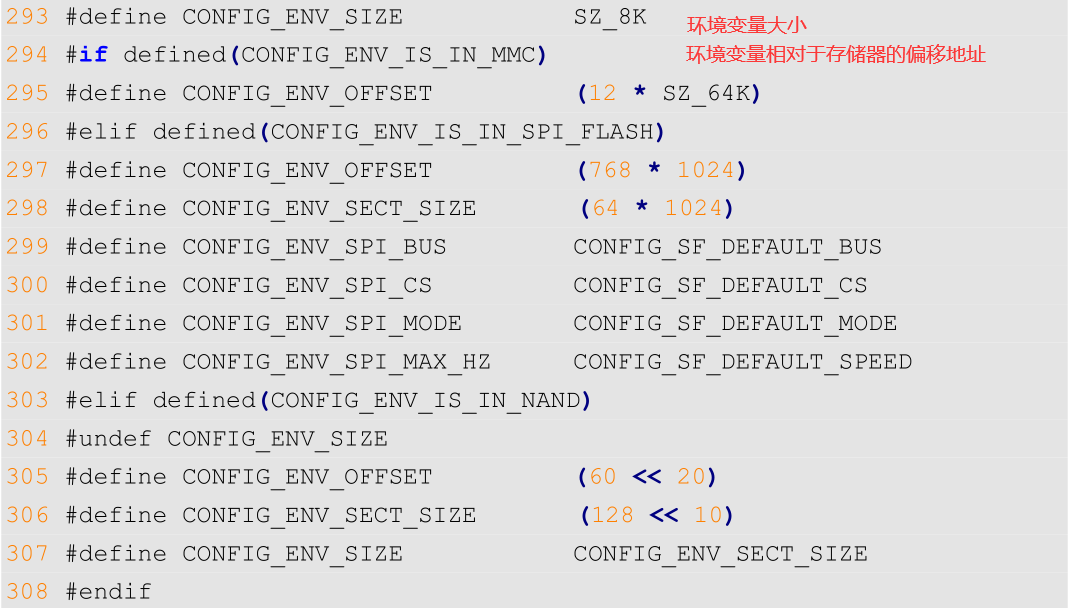 293 #define CONFIG_ENV_SIZE SZ_8K 环境变量大小
294 #if defined(CONFIG_ENV_IS_IN_MMC) 环境变量相对于存储器的偏移地址
295 #define CONFIG_ENV_OFFSET (12 * SZ_64K)
296 #elif defined(CONFIG_ENV_IS_IN_SPI_FLASH)
297 #define CONFIG_ENV_OFFSET (768 * 1024)
298 #define CONFIG_ENV_SECT_SIZE (64 * 1024)
299 #define CONFIG_ENV_SPI_BUS CONFIG_SF_DEFAULT_BUS
300 #define CONFIG_ENV_SPI_CS CONFIG_SF_DEFAULT_CS
301 #define CONFIG_ENV_SPI_MODE CONFIG_SF_DEFAULT_MODE
302 #define CONFIG_ENV_SPI_MAX_HZ CONFIG_SF_DEFAULT_SPEED
303 #elif defined(CONFIG_ENV_IS_IN_NAND)
304 #undef CONFIG_ENV_SIZE
305 #define CONFIG_ENV_OFFSET (60 << 20)
306 #define CONFIG_ENV_SECT_SIZE (128 << 10)
307 #define CONFIG_ENV_SIZE CONFIG_ENV_SECT_SIZE
308 #endif